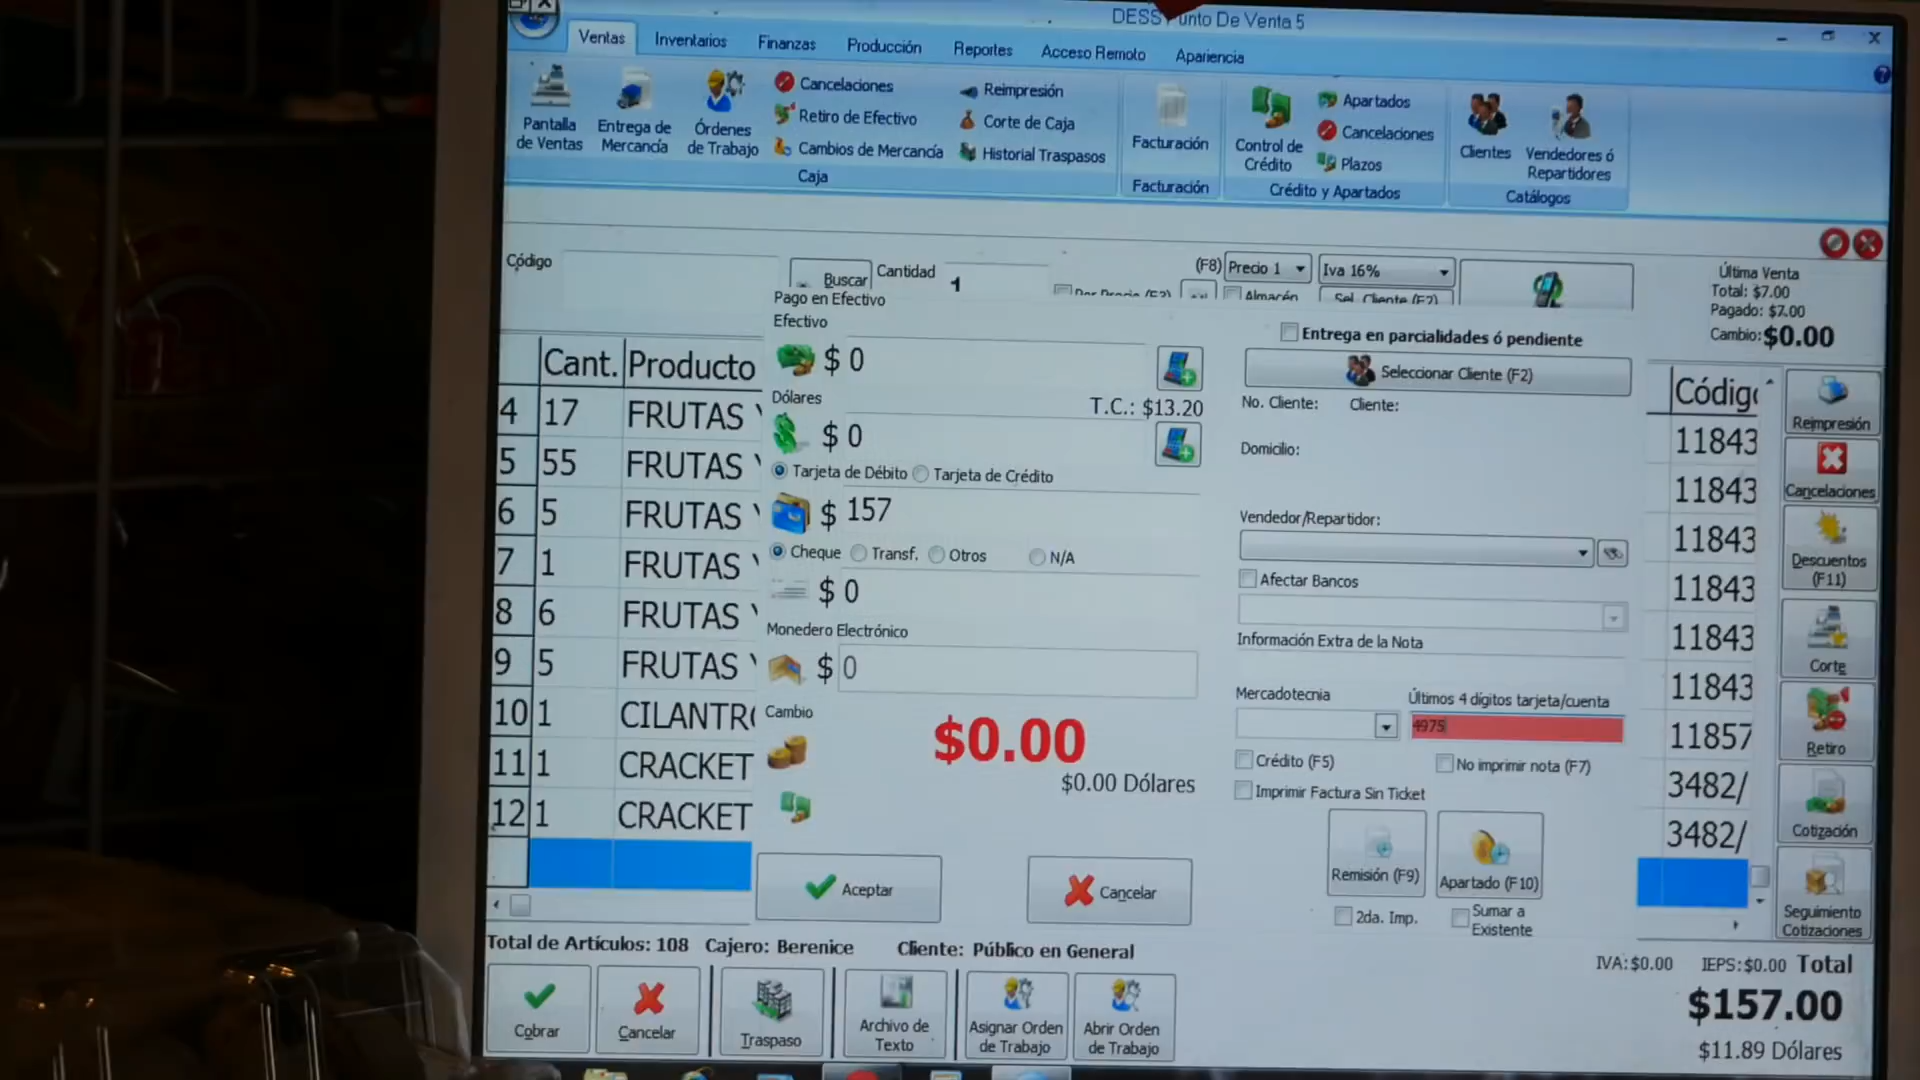 DESS Punto De Venta 5
Ventas Inventarios Finanzas Producción Reportes Acceso Remoto Apariencia
Pantalla de Ventas
Entrega de Mercancía
Órdenes de Trabajo
Cancelaciones
Retiro de Efectivo
Cambios de Mercancía
Reimpresión
Corte de Caja
Historial Traspasos
Caja
Facturación
Facturación
Control de Crédito
Apartados
Cancelaciones
Plazos
Crédito y Apartados
Clientes
Vendedores ó Repartidores
Catálogos
Código
Buscar
Cantidad 1
Por Precio (F3)
(F8) Precio 1
Almacén
Iva 16%
Sel. Cliente (F2)
Última Venta
Total: $7.00
Pagado: $7.00
Cambio: $0.00
Cant. Producto
4 17 FRUTAS Y
5 55 FRUTAS Y
6 5 FRUTAS Y
7 1 FRUTAS Y
8 6 FRUTAS Y
9 5 FRUTAS Y
10 1 CILANTRO
11 1 CRACKET
12 1 CRACKET
Pago en Efectivo
Efectivo
$ 0
Dólares
T.C.: $13.20
$ 0
Tarjeta de Débito Tarjeta de Crédito
$ 157
Cheque Transf. Otros N/A
$ 0
Monedero Electrónico
$ 0
Cambio
$0.00
$0.00 Dólares
Aceptar
Cancelar
Entrega en parcialidades ó pendiente
Seleccionar Cliente (F2)
No. Cliente: Cliente:
Domicilio:
Vendedor/Repartidor:
Afectar Bancos
Información Extra de la Nota
Mercadotecnia
Últimos 4 dígitos tarjeta/cuenta
4975
Crédito (F5)
No imprimir nota (F7)
Imprimir Factura Sin Ticket
Remisión (F9)
Apartado (F10)
2da. Imp.
Sumar a Existente
Código
11843
11843
11843
11843
11843
11843
11857
3482/
3482/
Reimpresión
Cancelaciones
Descuentos (F11)
Corte
Retiro
Cotización
Seguimiento Cotizaciones
Total de Artículos: 108 Cajero: Berenice Cliente: Público en General
Cobrar
Cancelar
Traspaso
Archivo de Texto
Asignar Orden de Trabajo
Abrir Orden de Trabajo
IVA:$0.00 IEPS:$0.00 Total
$157.00
$11.89 Dólares